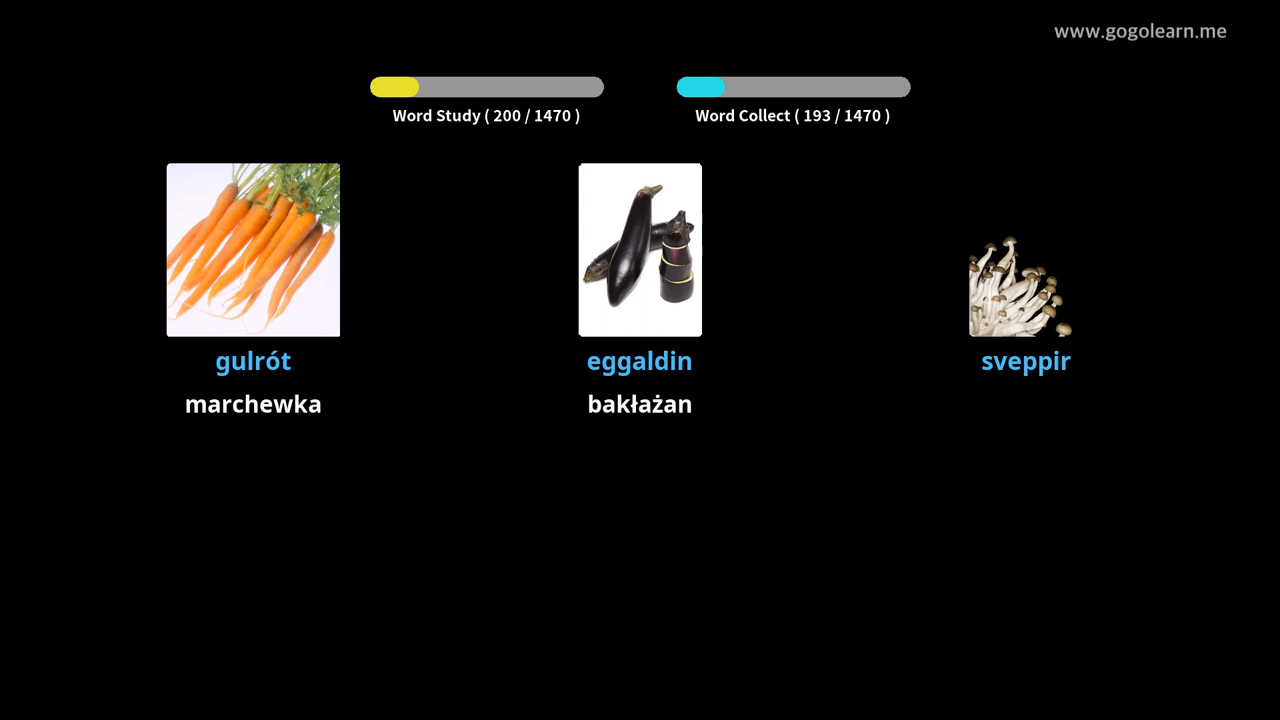 www.gogolearn.me
Word Study ( 200 / 1470 )
Word Collect ( 193 / 1470 )
gulrót
eggaldin
sveppir
marchewka
bakłażan